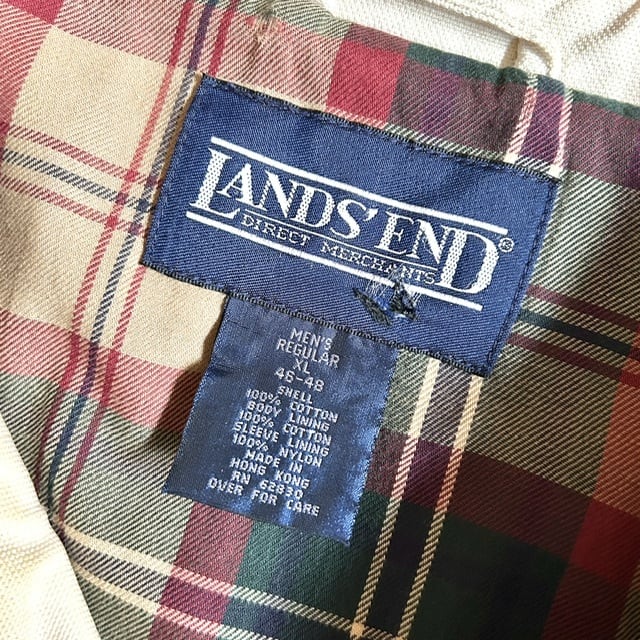 LANDS' END®
DIRECT MERCHANTS
MEN'S
REGULAR
XL
46-48
SHELL
100% COTTON
BODY LINING
100% COTTON
SLEEVE LINING
100% NYLON
MADE IN
HONG KONG
RN 62830
OVER FOR CARE